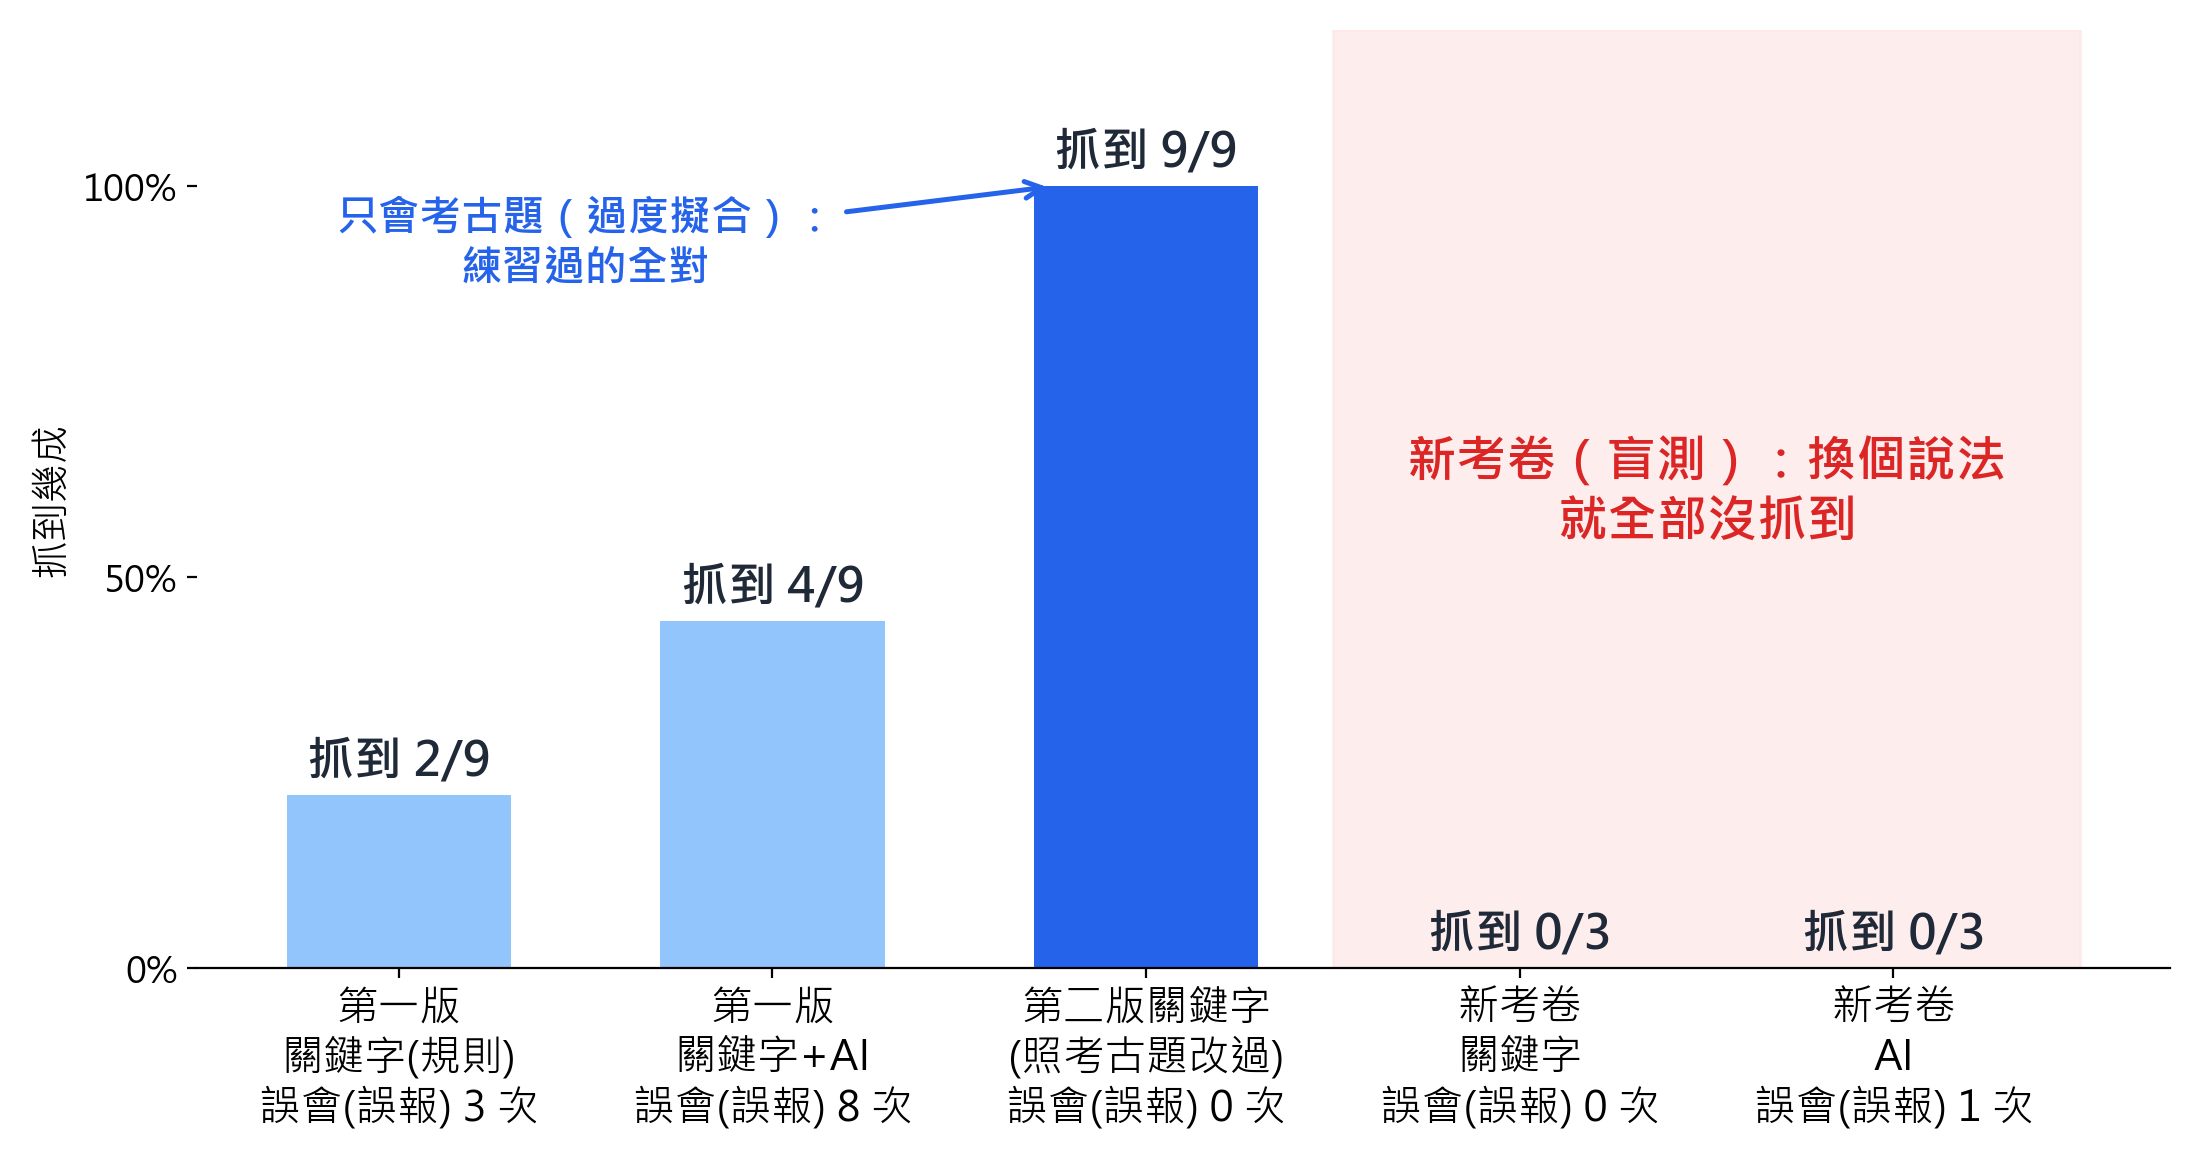 抓到幾成
100%
50%
0%
只會考古題（過度擬合）：
練習過的全對
抓到 2/9
抓到 4/9
抓到 9/9
新考卷（盲測）：換個說法
就全部沒抓到
抓到 0/3
抓到 0/3
第一版
關鍵字(規則)
誤會(誤報) 3 次
第一版
關鍵字+AI
誤會(誤報) 8 次
第二版關鍵字
(照考古題改過)
誤會(誤報) 0 次
新考卷
關鍵字
誤會(誤報) 0 次
新考卷
AI
誤會(誤報) 1 次